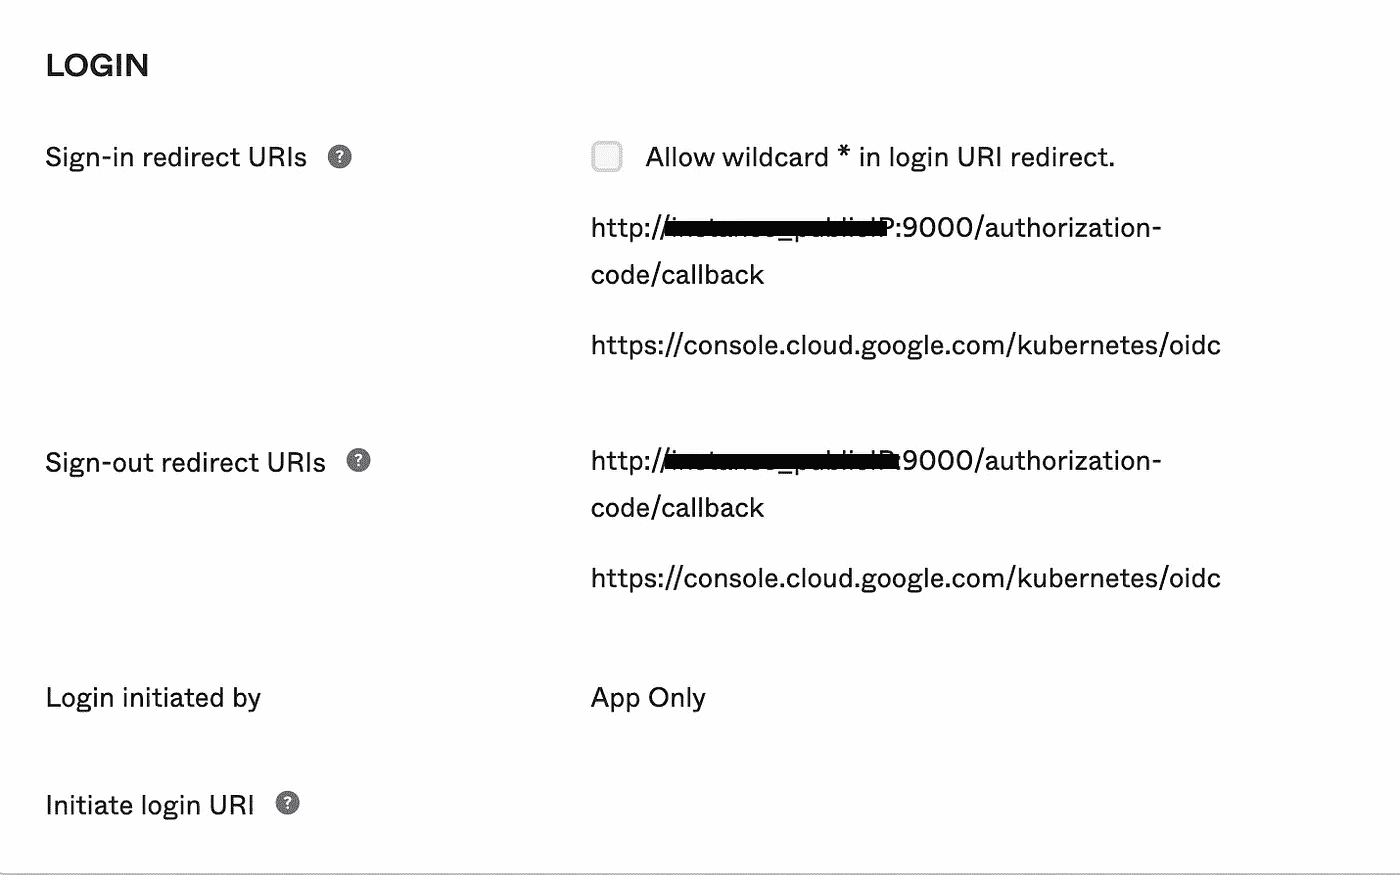 LOGIN
Sign-in redirect URIs ?
Allow wildcard * in login URI redirect.
http://instance_publicIP:9000/authorization-
code/callback
https://console.cloud.google.com/kubernetes/oidc
Sign-out redirect URIs ?
http://instance_publicIP:9000/authorization-
code/callback
https://console.cloud.google.com/kubernetes/oidc
Login initiated by
App Only
Initiate login URI ?